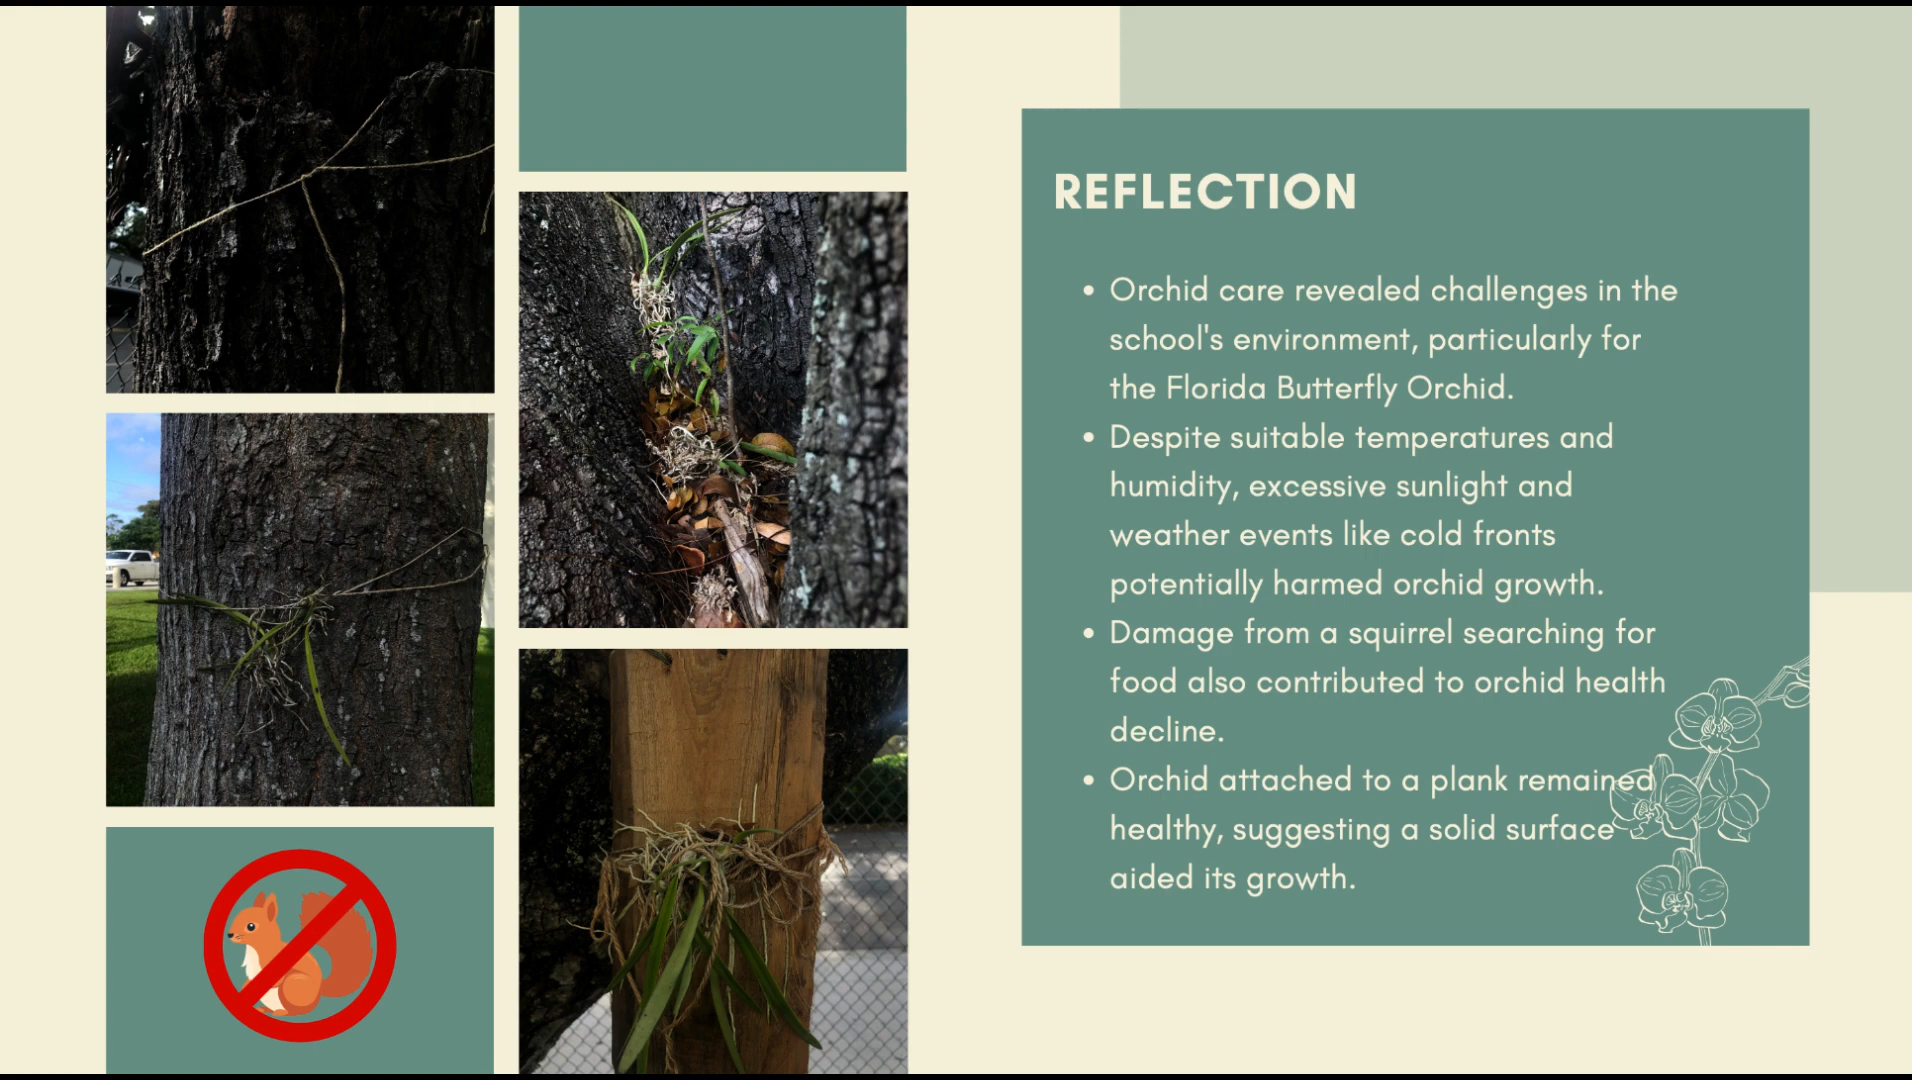 REFLECTION
• Orchid care revealed challenges in the
school's environment, particularly for
the Florida Butterfly Orchid.
• Despite suitable temperatures and
humidity, excessive sunlight and
weather events like cold fronts
potentially harmed orchid growth.
• Damage from a squirrel searching for
food also contributed to orchid health
decline.
• Orchid attached to a plank remained
healthy, suggesting a solid surface
aided its growth.